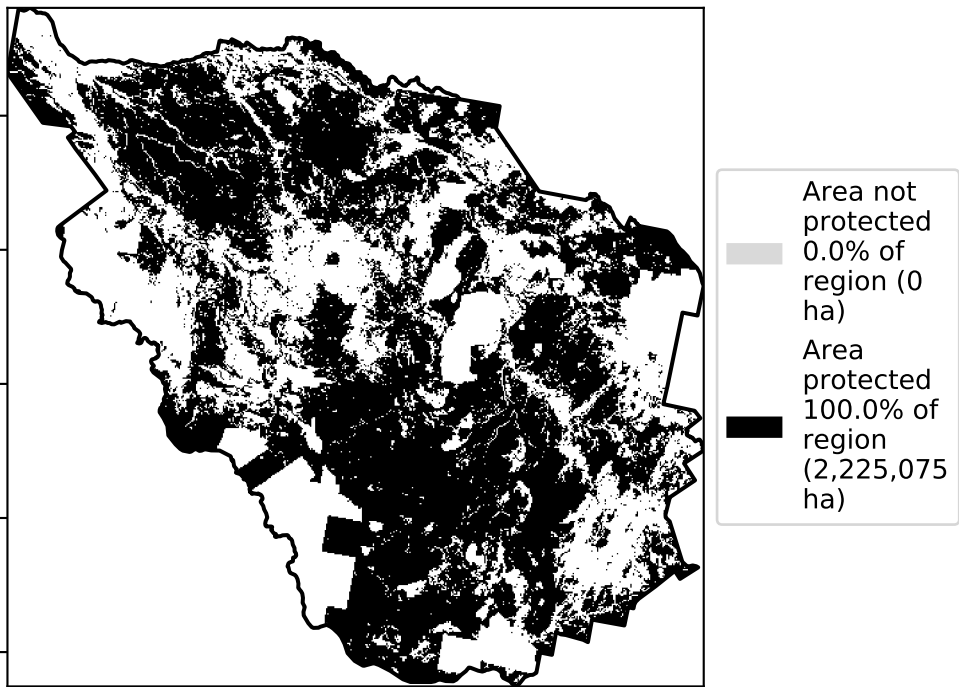 Area not
protected
0.0% of
region (0
ha)
Area
protected
100.0% of
region
(2,225,075
ha)